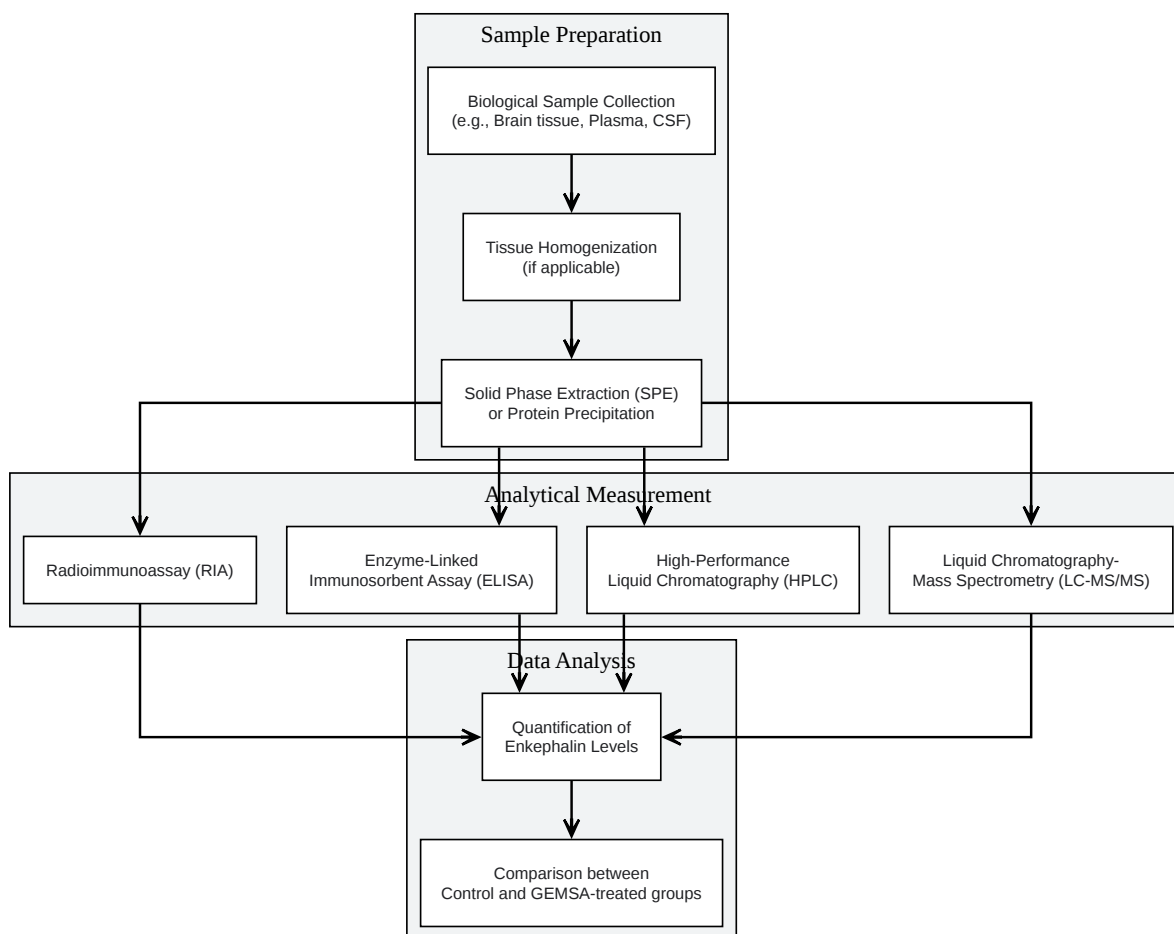 Sample Preparation
Biological Sample Collection
(e.g., Brain tissue, Plasma, CSF)
Tissue Homogenization
(if applicable)
Solid Phase Extraction (SPE)
or Protein Precipitation
Analytical Measurement
Radioimmunoassay (RIA)
Enzyme-Linked
Immunosorbent Assay (ELISA)
High-Performance
Liquid Chromatography (HPLC)
Liquid Chromatography-
Mass Spectrometry (LC-MS/MS)
Data Analysis
Quantification of
Enkephalin Levels
Comparison between
Control and GEMSA-treated groups